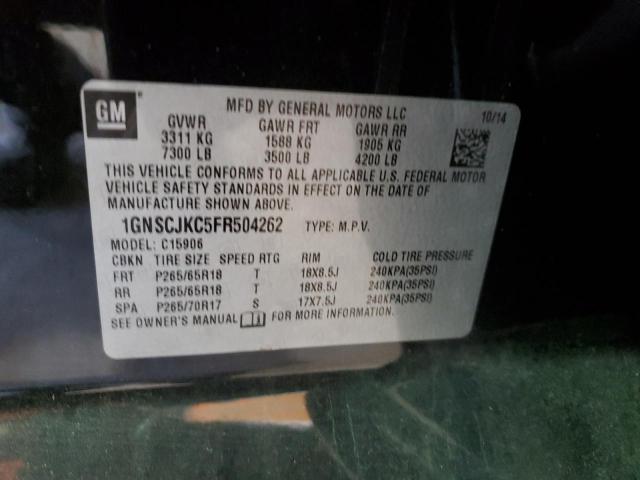 GM
MFD BY GENERAL MOTORS LLC
10/14
GVWR GAWR FRT GAWR RR
3311 KG 1588 KG 1905 KG
7300 LB 3500 LB 4200 LB
THIS VEHICLE CONFORMS TO ALL APPLICABLE U.S. FEDERAL MOTOR
VEHICLE SAFETY STANDARDS IN EFFECT ON THE DATE OF
MANUFACTURE SHOWN ABOVE.
1GNSCJKC5FR504262 TYPE: M.P.V.
MODEL: C15906
CBKN TIRE SIZE SPEED RTG RIM COLD TIRE PRESSURE
FRT P265/65R18 T 18X8.5J 240KPA(35PSI)
RR P265/65R18 T 18X8.5J 240KPA(35PSI)
SPA P265/70R17 S 17X7.5J 240KPA(35PSI)
SEE OWNER'S MANUAL FOR MORE INFORMATION.